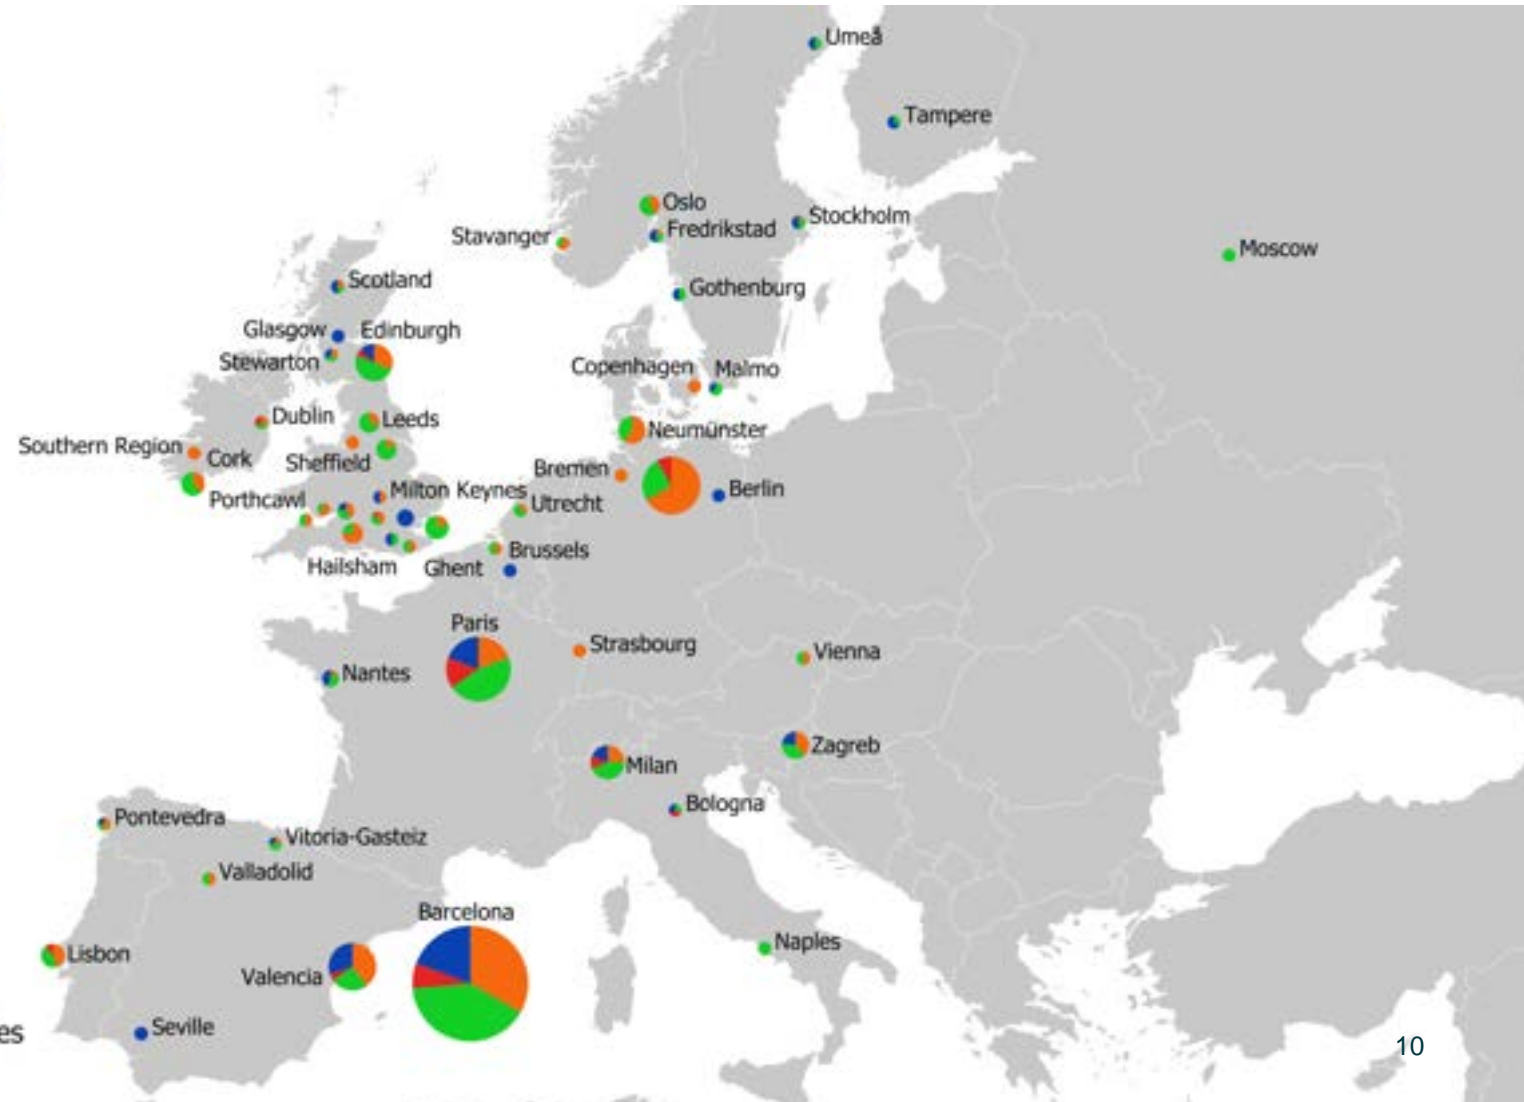 Umeå
Tampere
Oslo
Stockholm
Fredrikstad
Stavanger
Moscow
Scotland
Gothenburg
Glasgow
Edinburgh
Stewarton
Copenhagen
Malmo
Dublin
Leeds
Neumünster
Southern Region
Cork
Sheffield
Bremen
Berlin
Porthcawl
Milton Keynes
Utrecht
Brussels
Hailsham
Ghent
Paris
Strasbourg
Vienna
Nantes
Zagreb
Milan
Bologna
Pontevedra
Vitoria-Gasteiz
Valladolid
Barcelona
Naples
Lisbon
Valencia
Seville
es
10